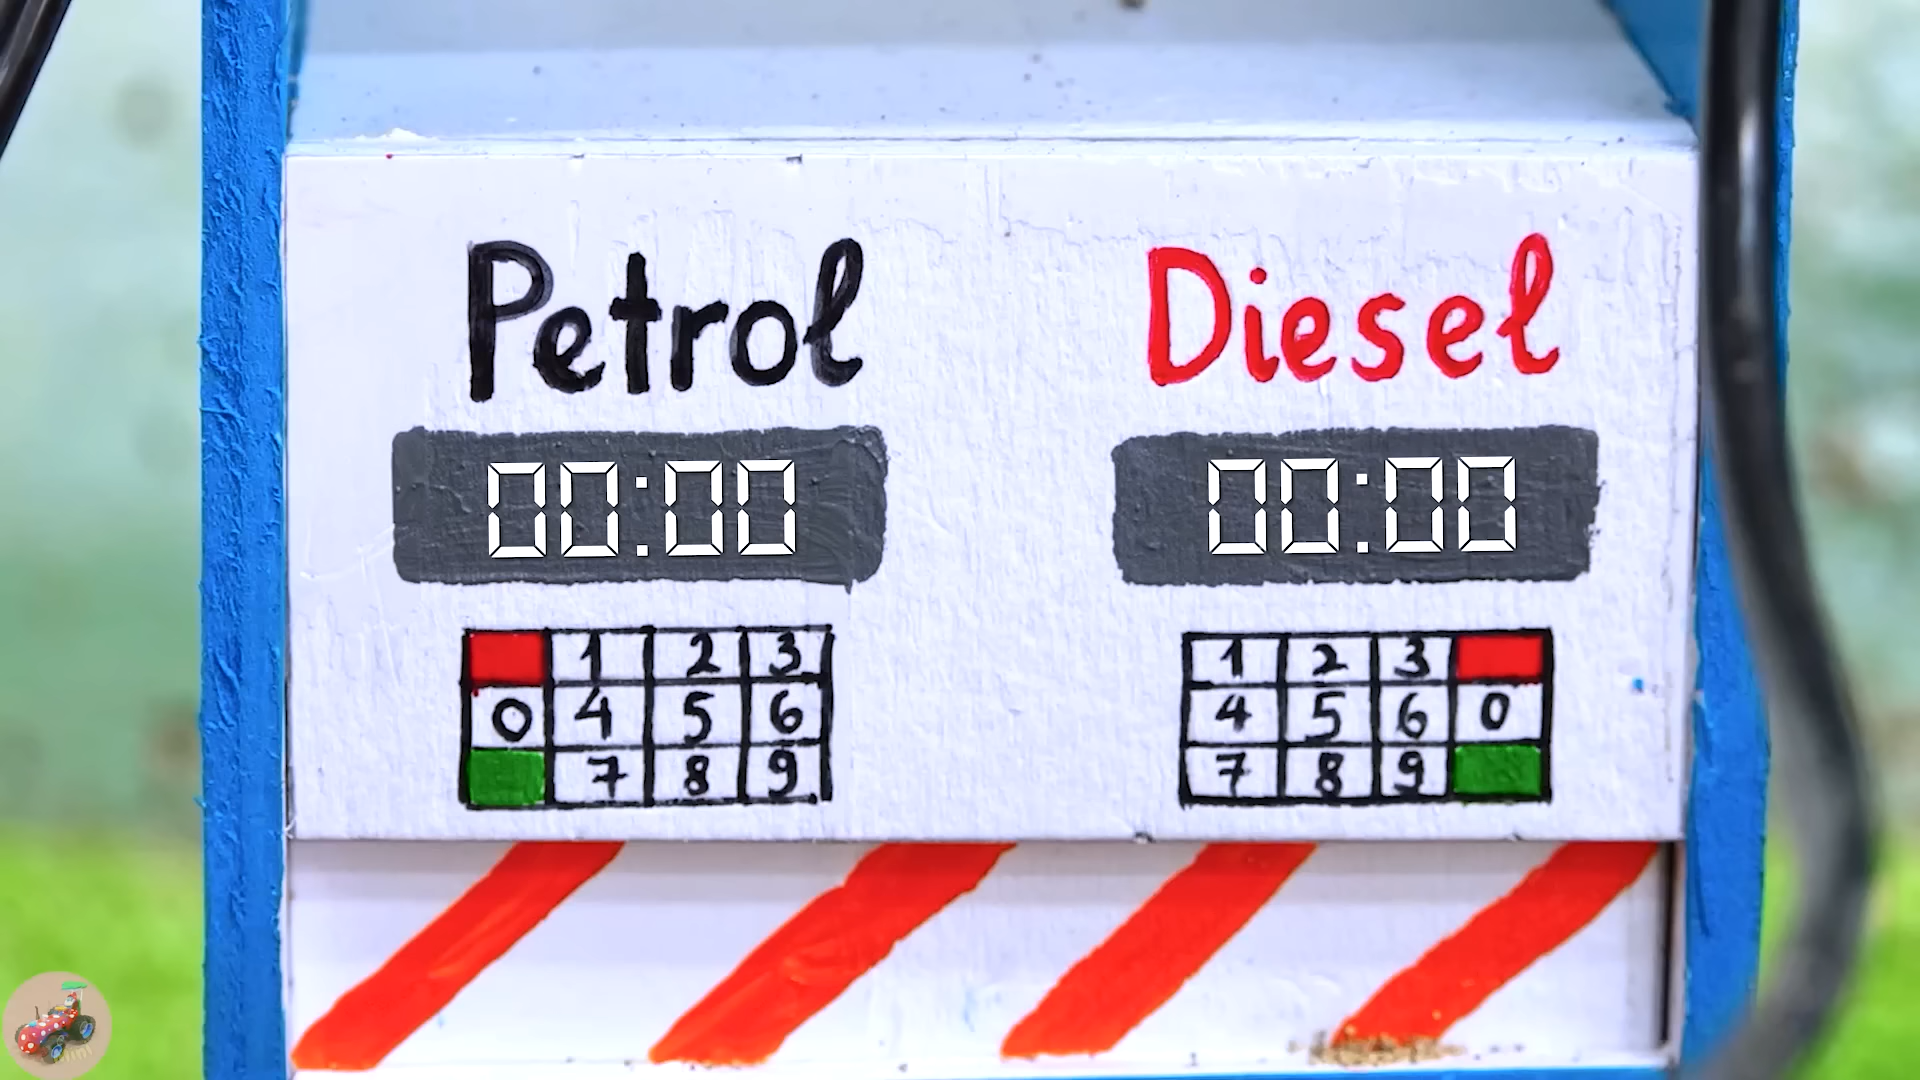 Petrol
Diesel
00:00
00:00
1 2 3
0 4 5 6
7 8 9
1 2 3
4 5 6 0
7 8 9